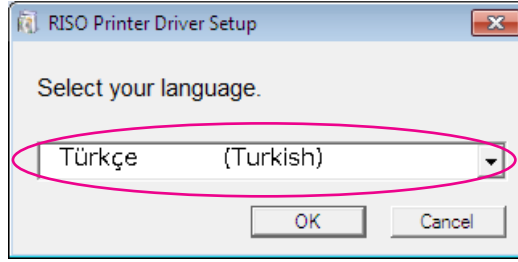 RISO Printer Driver Setup
Select your language.
Türkçe (Turkish)
OK Cancel